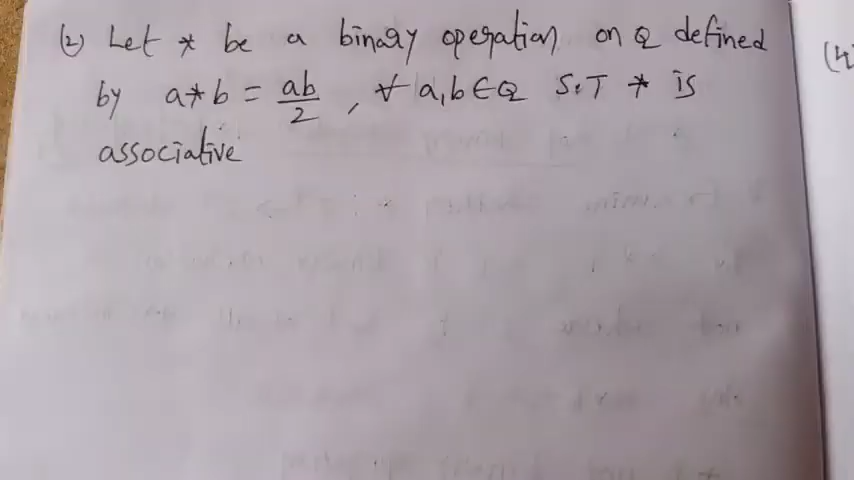 (2) Let * be a binary operation on Q defined
by a*b = ab/2, ∀ a,b∈Q S.T * is
associative